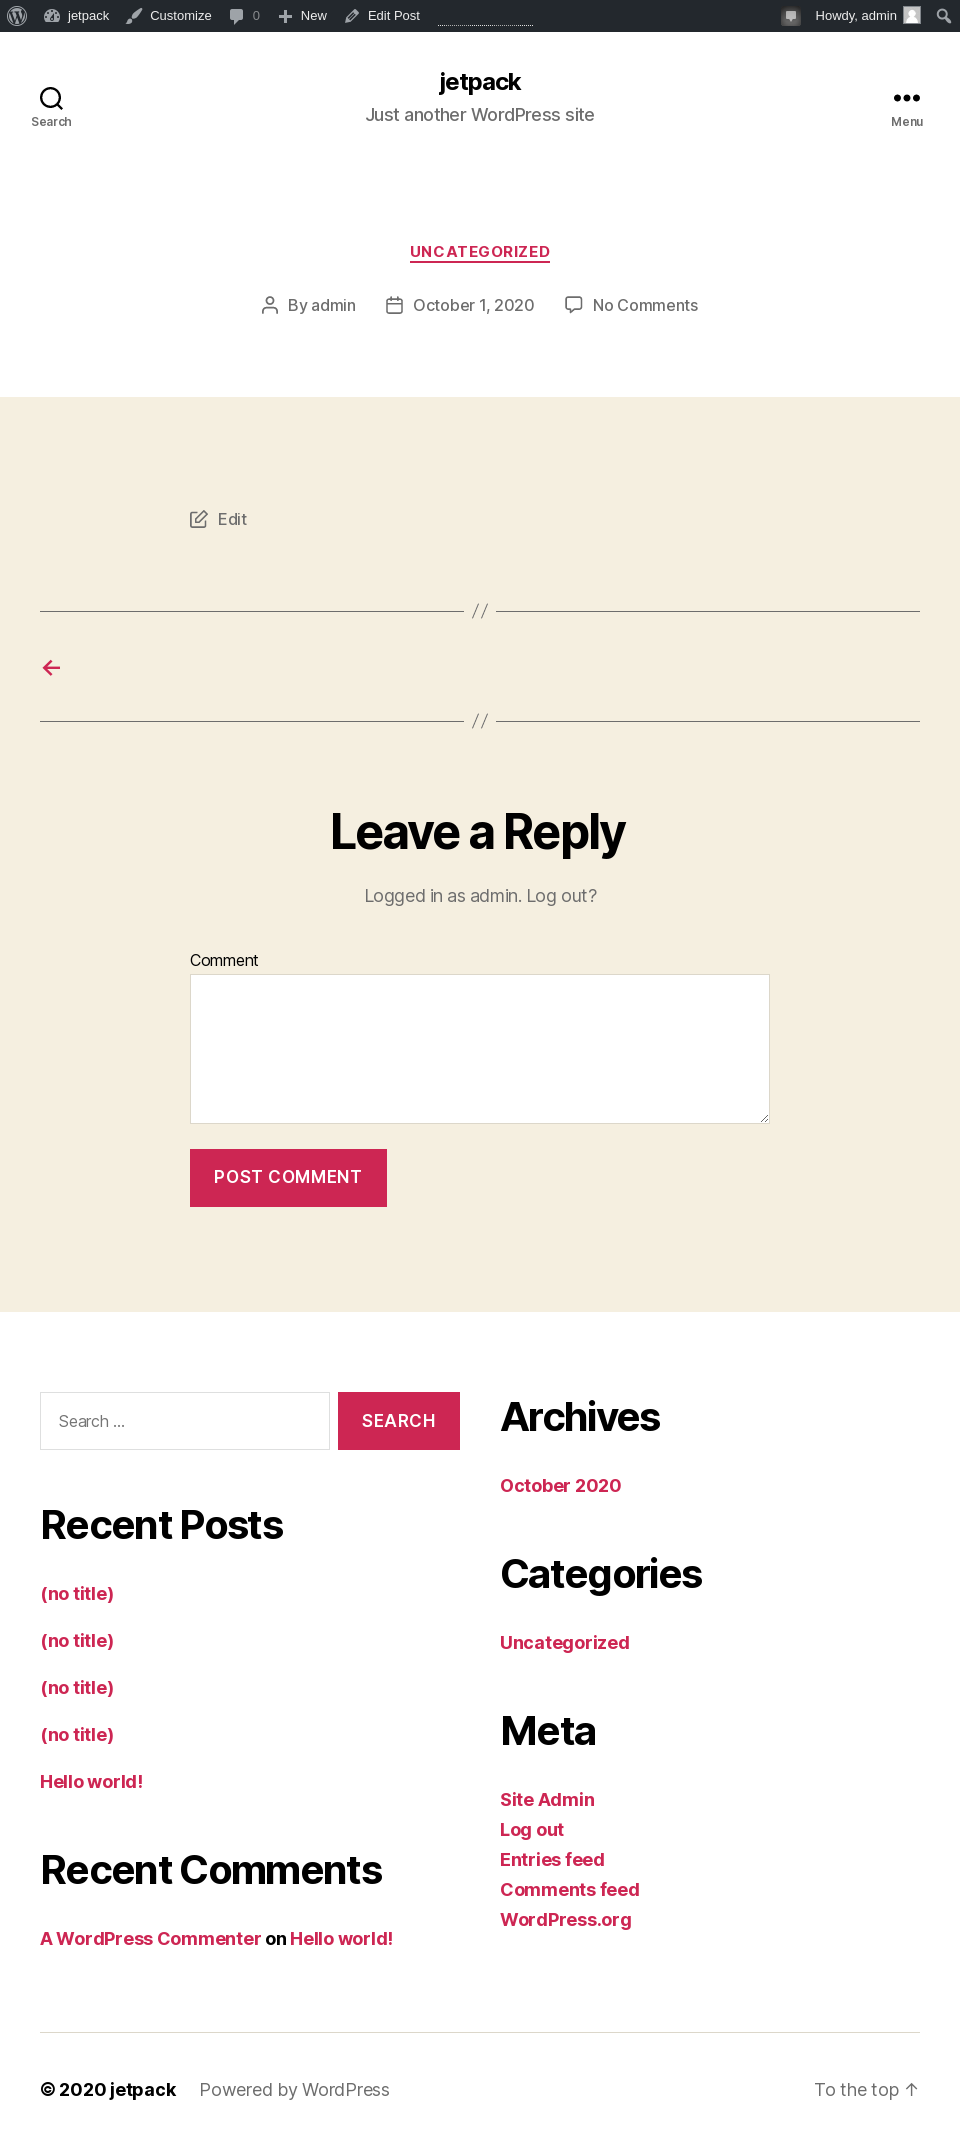 jetpack Customize 0 New Edit Post Howdy, admin
jetpack
Just another WordPress site
Search
Menu
UNCATEGORIZED
By admin October 1, 2020 No Comments
Edit
//
←
//
Leave a Reply
Logged in as admin. Log out?
Comment
POST COMMENT
Search …
SEARCH
Recent Posts
(no title)
(no title)
(no title)
(no title)
Hello world!
Recent Comments
A WordPress Commenter on Hello world!
Archives
October 2020
Categories
Uncategorized
Meta
Site Admin
Log out
Entries feed
Comments feed
WordPress.org
© 2020 jetpack Powered by WordPress
To the top ↑